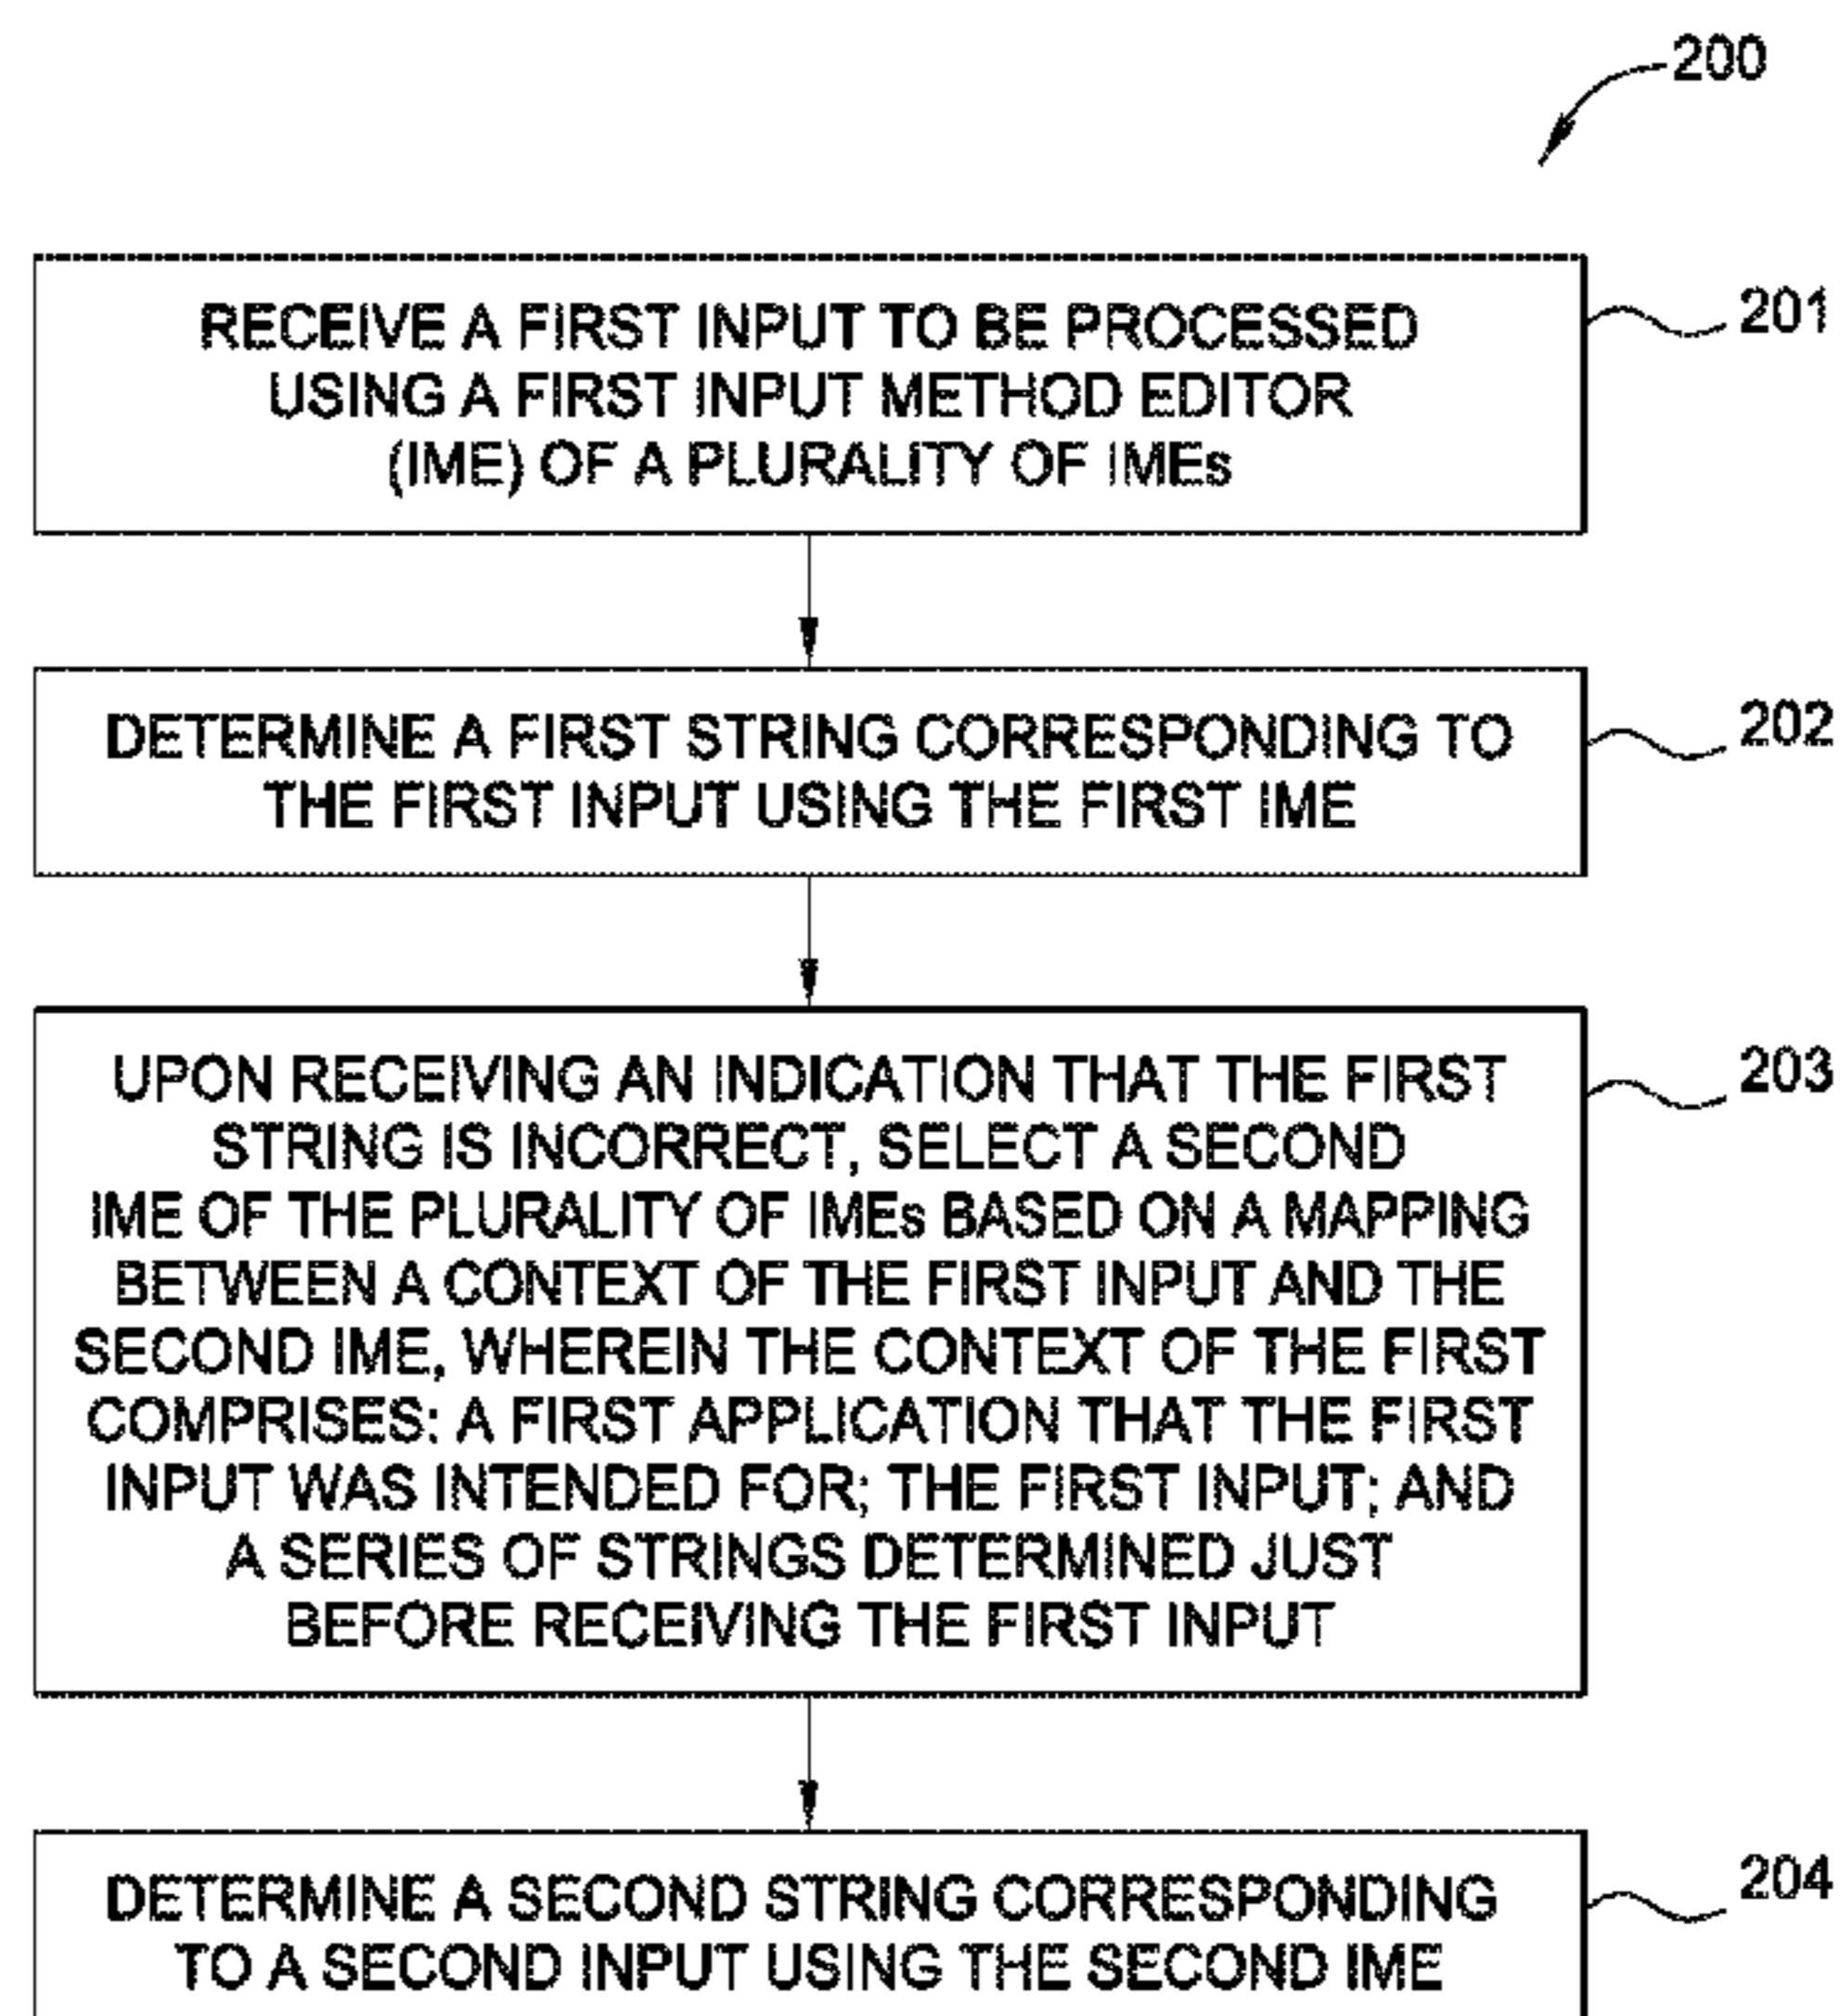 200
RECEIVE A FIRST INPUT TO BE PROCESSED
USING A FIRST INPUT METHOD EDITOR
(IME) OF A PLURALITY OF IMEs
201
DETERMINE A FIRST STRING CORRESPONDING TO
THE FIRST INPUT USING THE FIRST IME
202
UPON RECEIVING AN INDICATION THAT THE FIRST
STRING IS INCORRECT, SELECT A SECOND
IME OF THE PLURALITY OF IMEs BASED ON A MAPPING
BETWEEN A CONTEXT OF THE FIRST INPUT AND THE
SECOND IME, WHEREIN THE CONTEXT OF THE FIRST
COMPRISES: A FIRST APPLICATION THAT THE FIRST
INPUT WAS INTENDED FOR; THE FIRST INPUT; AND
A SERIES OF STRINGS DETERMINED JUST
BEFORE RECEIVING THE FIRST INPUT
203
DETERMINE A SECOND STRING CORRESPONDING
TO A SECOND INPUT USING THE SECOND IME
204